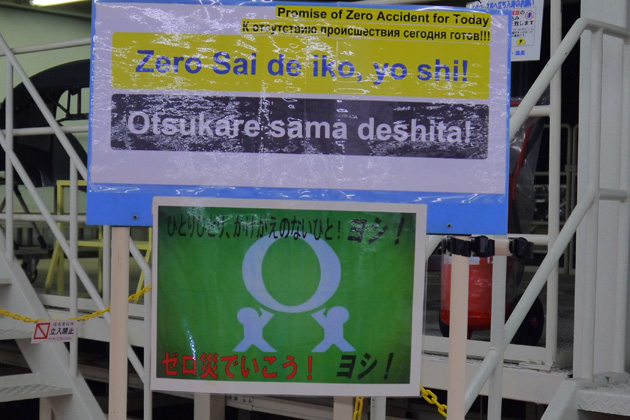 Promise of Zero Accident for Today
К отсутствию происшествия сегодня готов!!!
Zero Sai de iko, yo shi!
Otsukare sama deshita!
ひとりひとり、かけがえのないひと! ヨシ!
ゼロ災でいこう! ヨシ!
立入禁止